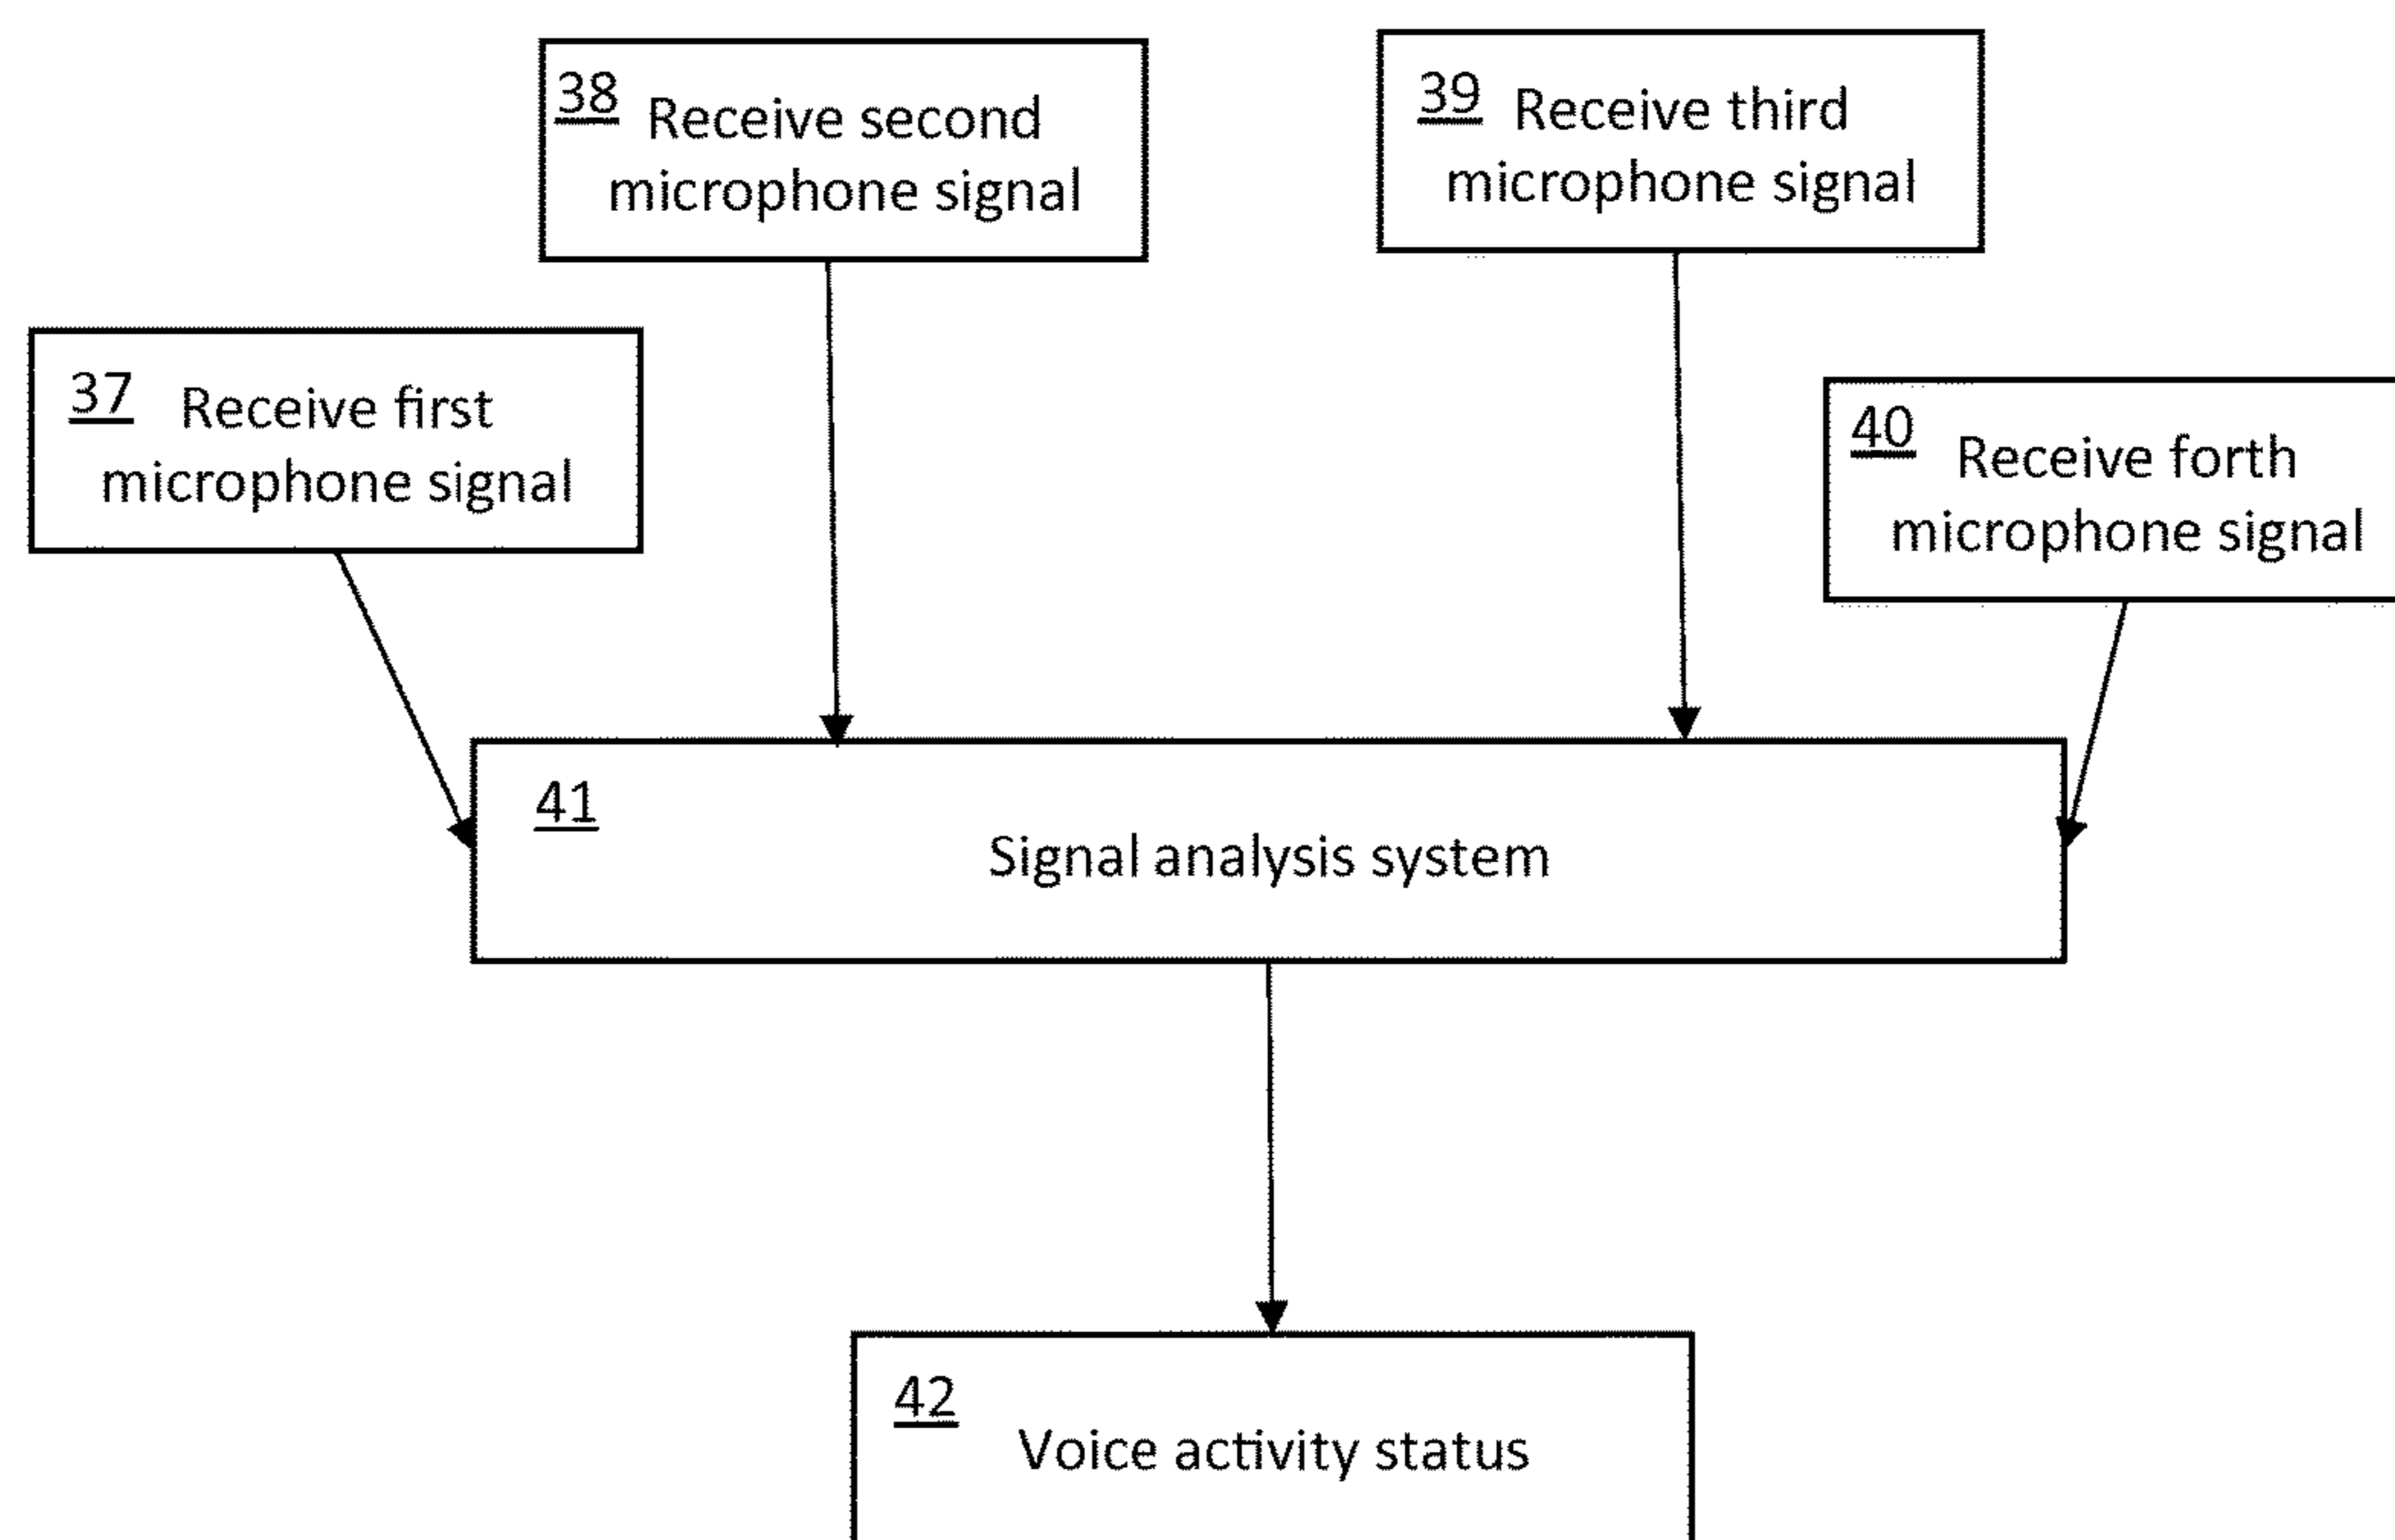 38 Receive second
microphone signal
39 Receive third
microphone signal
37 Receive first
microphone signal
40 Receive forth
microphone signal
41
Signal analysis system
42
Voice activity status